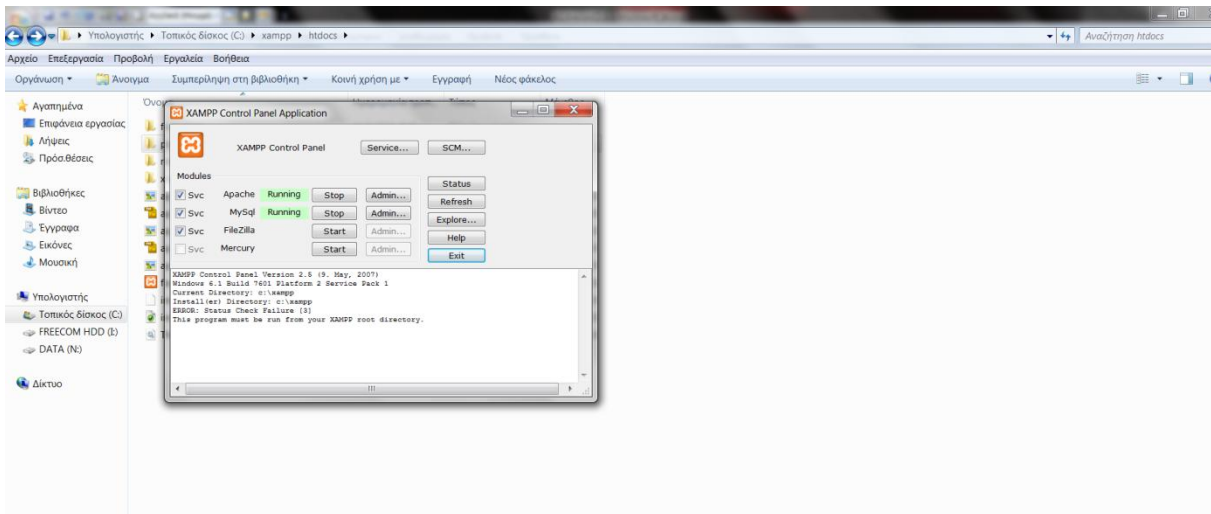 Υπολογιστής ▸ Τοπικός δίσκος (C:) ▸ xampp ▸ htdocs ▸
Αναζήτηση htdocs
Αρχείο Επεξεργασία Προβολή Εργαλεία Βοήθεια
Οργάνωση Άνοιγμα Συμπερίληψη στη βιβλιοθήκη Κοινή χρήση με Εγγραφή Νέος φάκελος
Αγαπημένα
Επιφάνεια εργασίας
Λήψεις
Πρόσ.θέσεις
Βιβλιοθήκες
Βίντεο
Έγγραφα
Εικόνες
Μουσική
Υπολογιστής
Τοπικός δίσκος (C:)
FREECOM HDD (I:)
DATA (N:)
Δίκτυο
XAMPP Control Panel Application
XAMPP Control Panel
Service...
SCM...
Modules
Svc Apache Running Stop Admin...
Svc MySql Running Stop Admin...
Svc FileZilla Start Admin...
Svc Mercury Start Admin...
Status
Refresh
Explore...
Help
Exit
XAMPP Control Panel Version 2.5 (9. May, 2007)
Windows 6.1 Build 7601 Platform 2 Service Pack 1
Current Directory: c:\xampp
Install(er) Directory: c:\xampp
ERROR: Status Check Failure [3]
This program must be run from your XAMPP root directory.